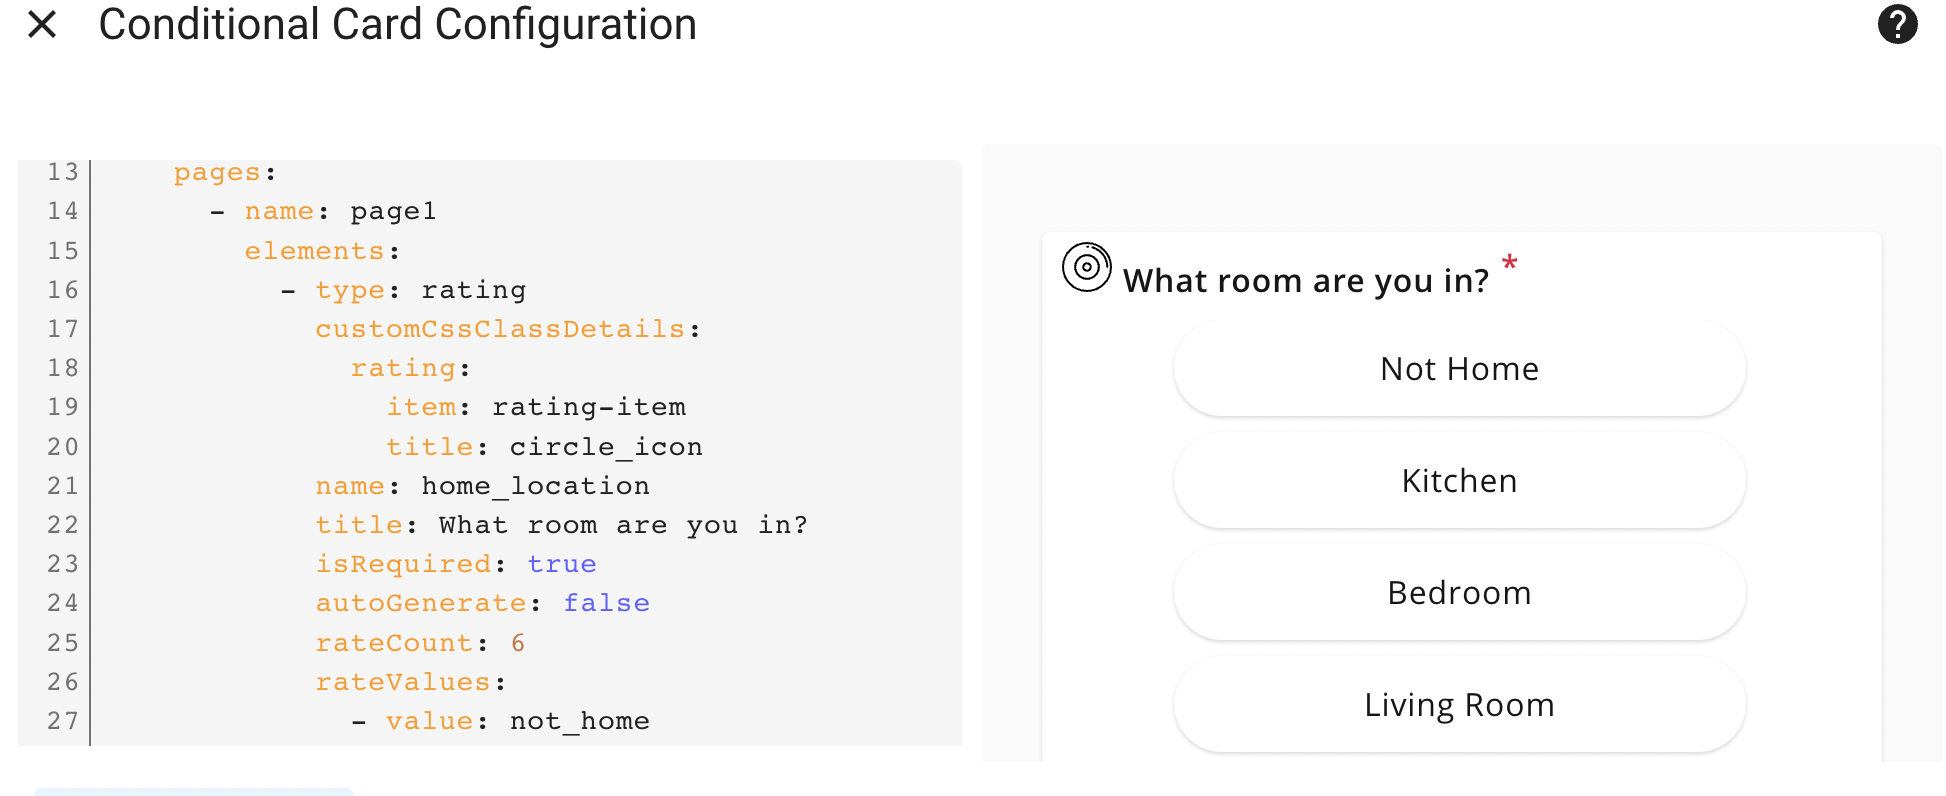 Conditional Card Configuration
13 pages:
14 - name: page1
15 elements:
16 - type: rating
17 customCssClassDetails:
18 rating:
19 item: rating-item
20 title: circle_icon
21 name: home_location
22 title: What room are you in?
23 isRequired: true
24 autoGenerate: false
25 rateCount: 6
26 rateValues:
27 - value: not_home
What room are you in? *
Not Home
Kitchen
Bedroom
Living Room